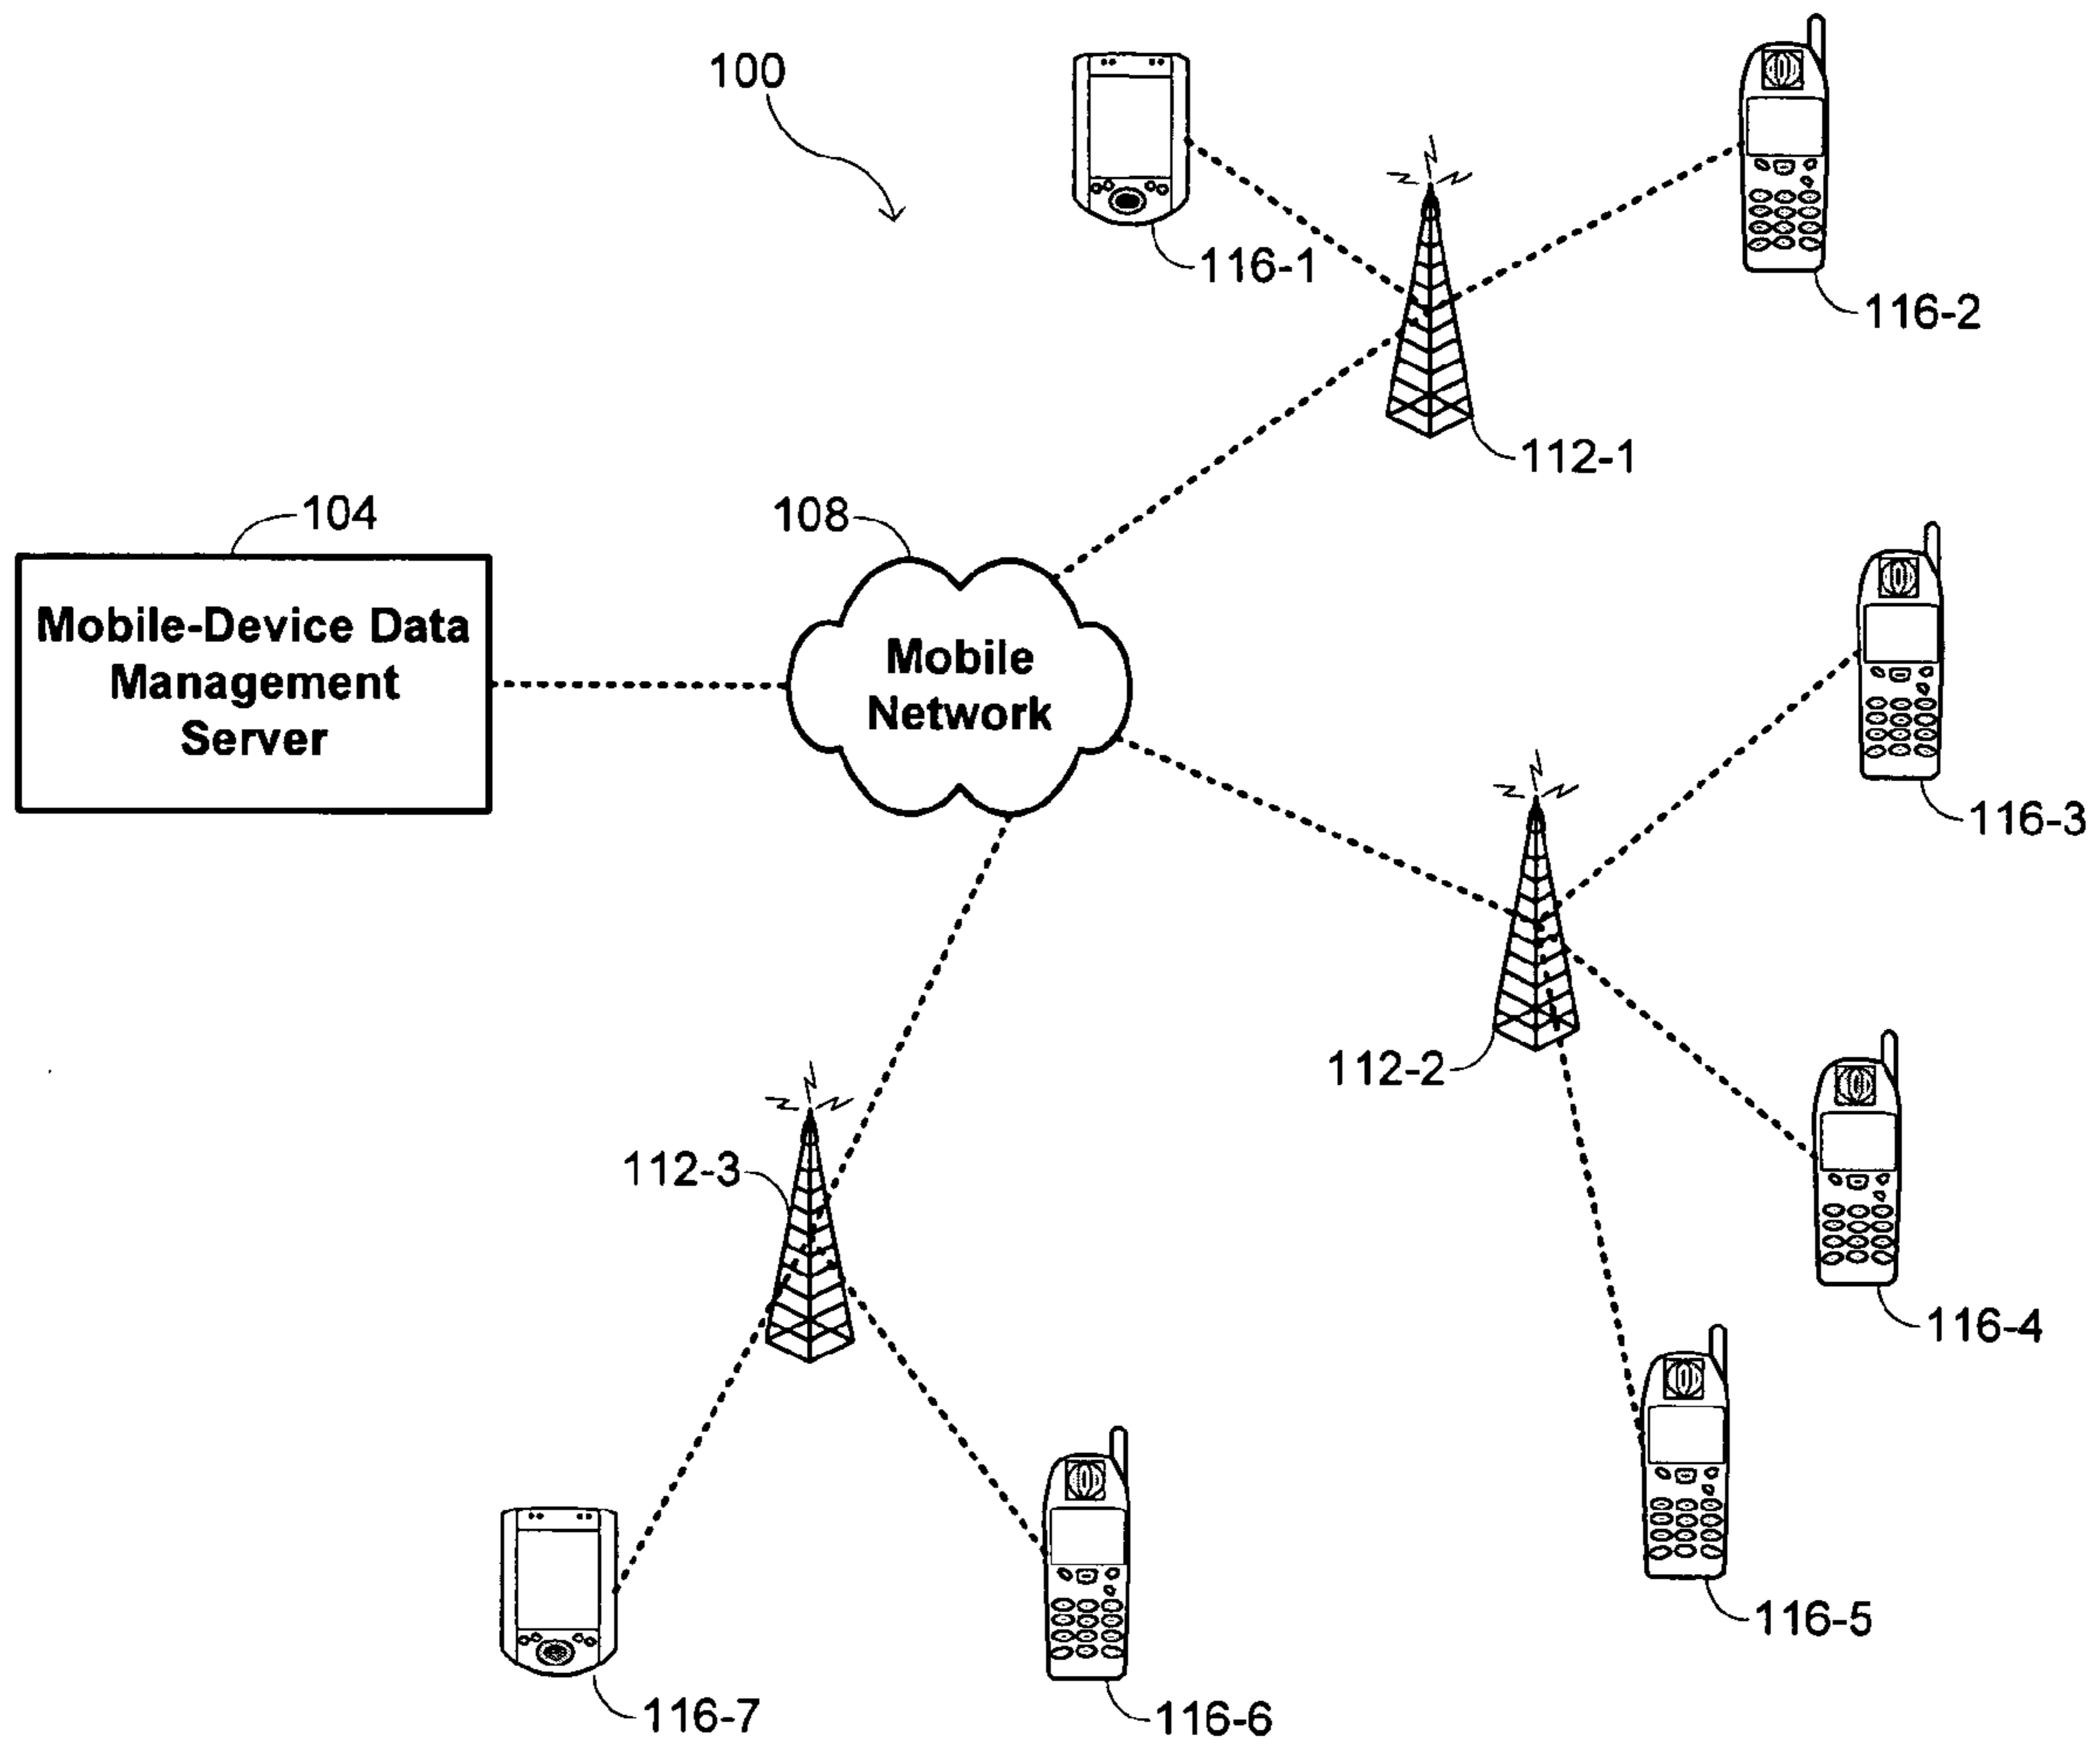 100
116-1
116-2
112-1
104
108
Mobile-Device Data
Management
Server
Mobile
Network
116-3
112-2
112-3
116-4
116-5
116-7
116-6